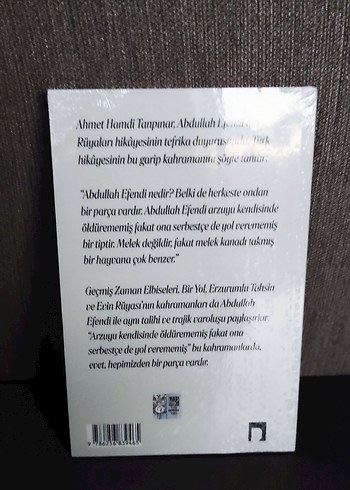 Ahmet Hamdi Tanpınar, Abdullah Efendi
Rüyaları hikâyesinin tefrika duyurusu Türk
hikâyesinin bu garip kahramanını şöyle tanıtır:
"Abdullah Efendi nedir? Belki de herkeste ondan
bir parça vardır. Abdullah Efendi arzuyu kendisinde
öldürememiş fakat ona serbestçe de yol verememiş
bir tiptir. Melek değildir, fakat melek kanadı takmış
bir hayvana çok benzer."
Geçmiş Zaman Elbiseleri, Bir Yol, Erzurumlu Tahsin
ve Evin Rüyası'nın kahramanları da Abdullah
Efendi ile aynı talihi ve trajik varoluşu paylaşırlar.
"Arzuyu kendisinde öldürememiş fakat ona
serbestçe de yol verememiş" bu kahramanlarda,
evet, hepimizden bir parça vardır.